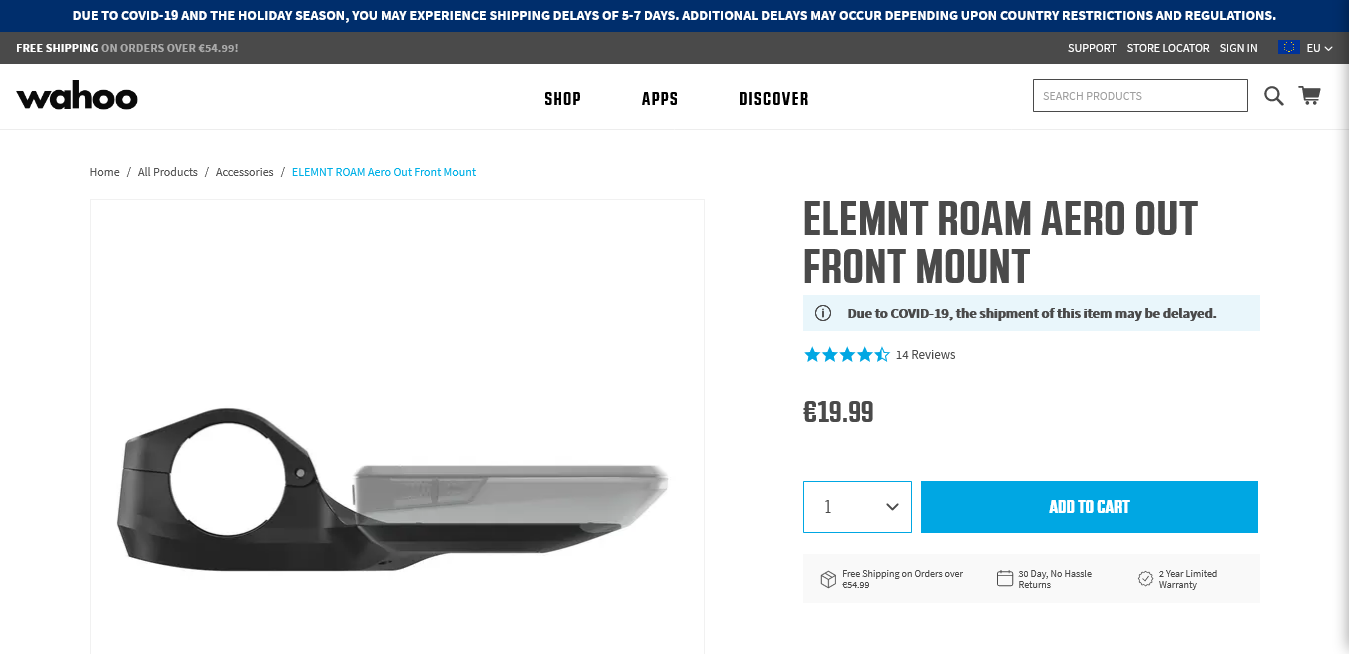 DUE TO COVID-19 AND THE HOLIDAY SEASON, YOU MAY EXPERIENCE SHIPPING DELAYS OF 5-7 DAYS. ADDITIONAL DELAYS MAY OCCUR DEPENDING UPON COUNTRY RESTRICTIONS AND REGULATIONS.
FREE SHIPPING ON ORDERS OVER €54.99!
SUPPORT STORE LOCATOR SIGN IN EU
wahoo
SHOP APPS DISCOVER
SEARCH PRODUCTS
Home / All Products / Accessories / ELEMNT ROAM Aero Out Front Mount
ELEMNT ROAM AERO OUT
FRONT MOUNT
Due to COVID-19, the shipment of this item may be delayed.
14 Reviews
€19.99
1
ADD TO CART
Free Shipping on Orders over
€54.99
30 Day, No Hassle
Returns
2 Year Limited
Warranty